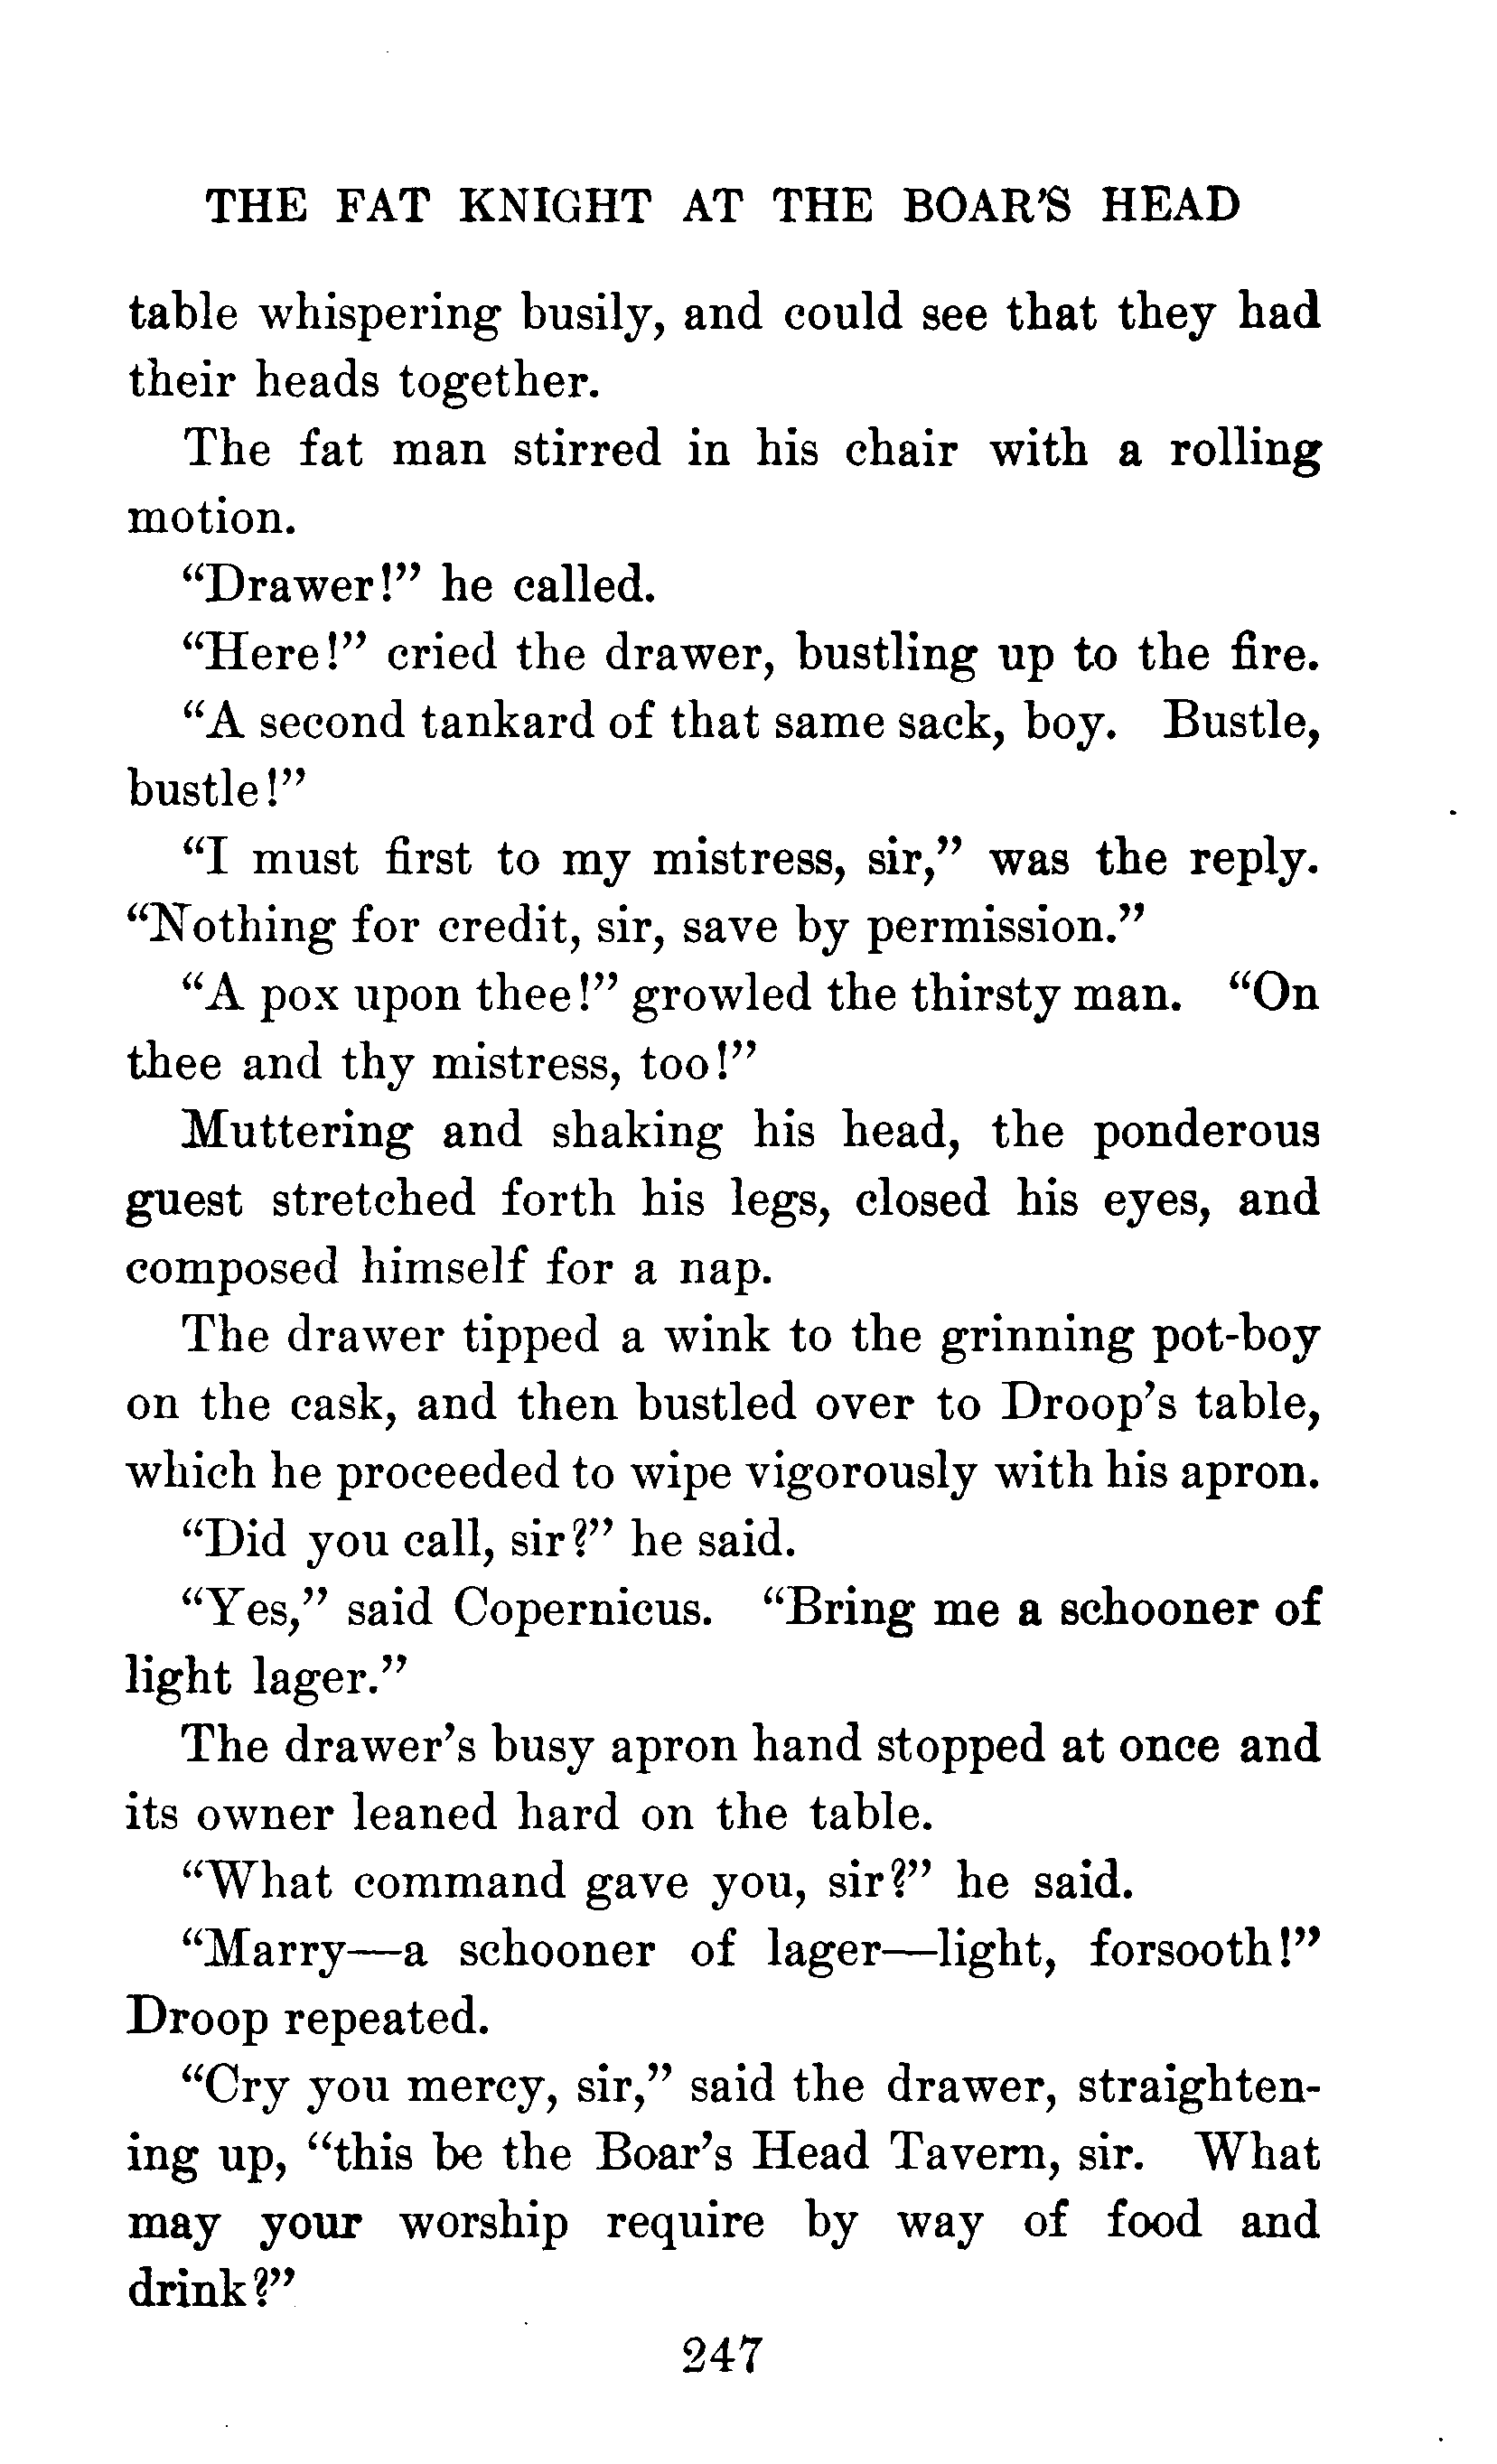 THE FAT KNIGHT AT THE BOAR'S HEAD
table whispering busily, and could see that they had
their heads together.
The fat man stirred in his chair with a rolling
motion.
“Drawer!” he called.
“Here!” cried the drawer, bustling up to the fire.
“A second tankard of that same sack, boy. Bustle,
bustle!”
“I must first to my mistress, sir,” was the reply.
“Nothing for credit, sir, save by permission.”
“A pox upon thee!” growled the thirsty man. “On
thee and thy mistress, too!”
Muttering and shaking his head, the ponderous
guest stretched forth his legs, closed his eyes, and
composed himself for a nap.
The drawer tipped a wink to the grinning pot-boy
on the cask, and then bustled over to Droop's table,
which he proceeded to wipe vigorously with his apron.
“Did you call, sir?” he said.
“Yes,” said Copernicus. “Bring me a schooner of
light lager.”
The drawer's busy apron hand stopped at once and
its owner leaned hard on the table.
“What command gave you, sir?” he said.
“Marry—a schooner of lager—light, forsooth!”
Droop repeated.
“Cry you mercy, sir,” said the drawer, straighten-
ing up, “this be the Boar's Head Tavern, sir. What
may your worship require by way of food and
drink?”
247